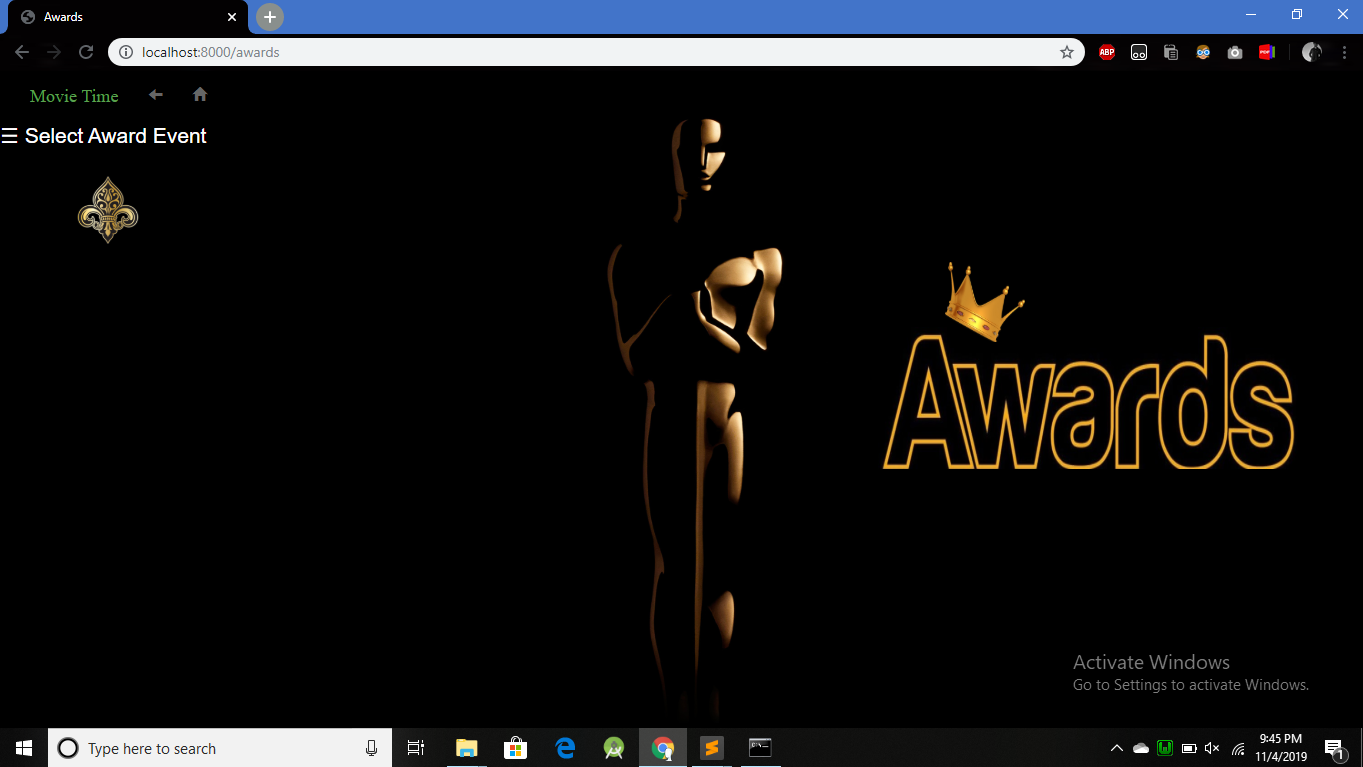 Awards
localhost:8000/awards
ABP
PDF
Movie Time
☰ Select Award Event
Awards
Activate Windows
Go to Settings to activate Windows.
Type here to search
9:45 PM
11/4/2019
1